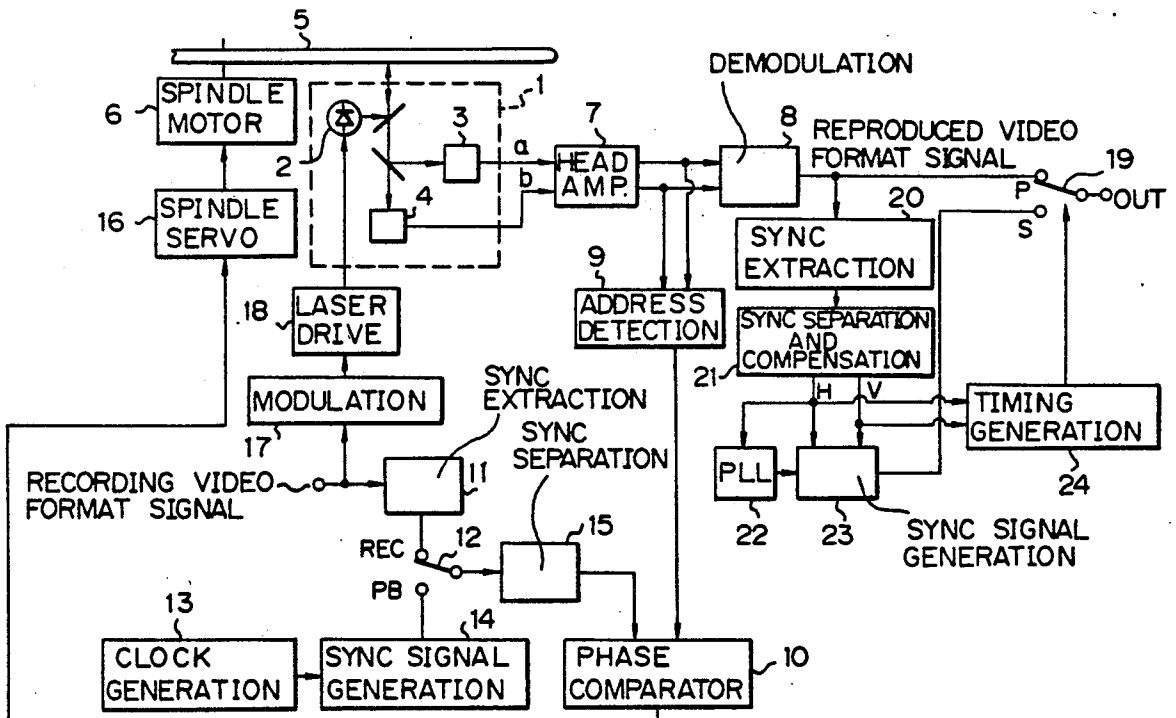 5
DEMODULATION
6
SPINDLE
MOTOR
1
2
3
4
a
b
7
HEAD
AMP.
8
REPRODUCED VIDEO
FORMAT SIGNAL
19
P
S
OUT
16
SPINDLE
SERVO
20
SYNC
EXTRACTION
9
ADDRESS
DETECTION
18
LASER
DRIVE
SYNC SEPARATION
AND
COMPENSATION
21
H
V
SYNC
EXTRACTION
MODULATION
17
TIMING
GENERATION
24
SYNC
SEPARATION
PLL
22
23
RECORDING VIDEO
FORMAT SIGNAL
11
SYNC SIGNAL
GENERATION
REC
12
15
PB
13
CLOCK
GENERATION
14
SYNC SIGNAL
GENERATION
PHASE
COMPARATOR
10